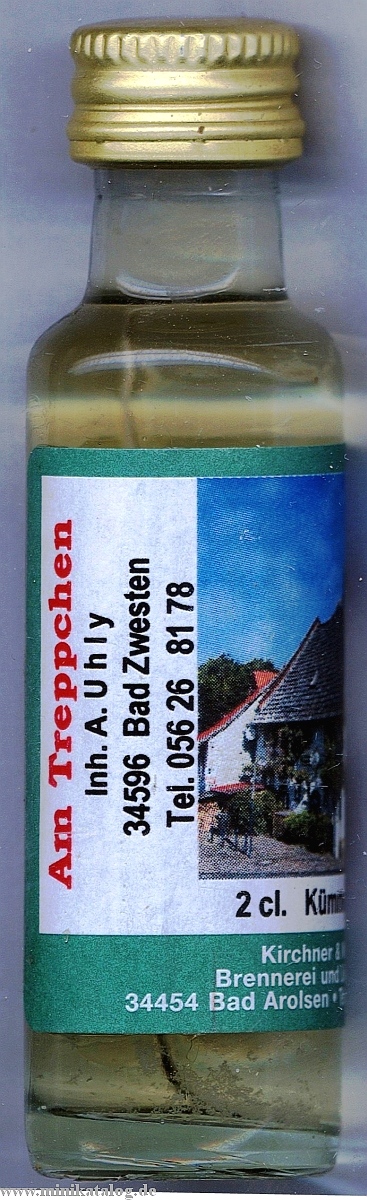 Am Treppchen
Inh. A. Uhly
34596 Bad Zwesten
Tel. 056 26 81 78
2 cl.
Kirchner &
Brennerei und
34454 Bad Arolsen •
www.minikatalog.de